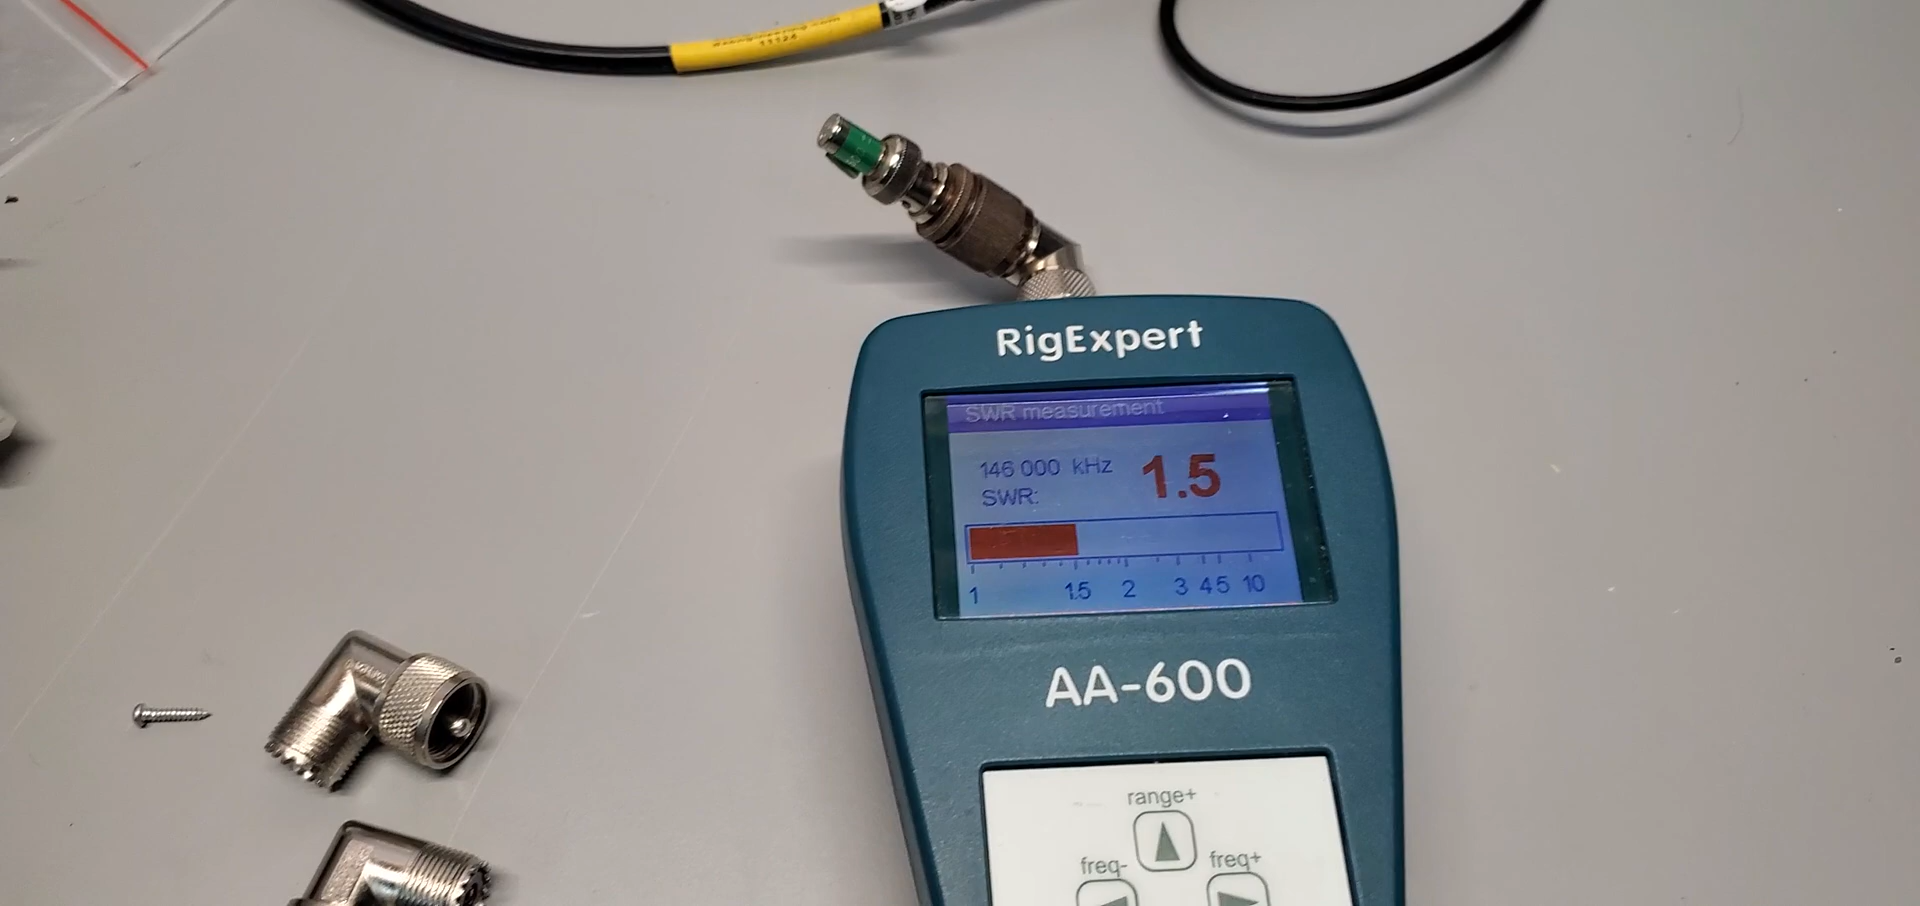 11124
RigExpert
SWR measurement
146 000 kHz
1.5
SWR:
1 1.5 2 3 4 5 10
AA-600
range+
freq- freq+